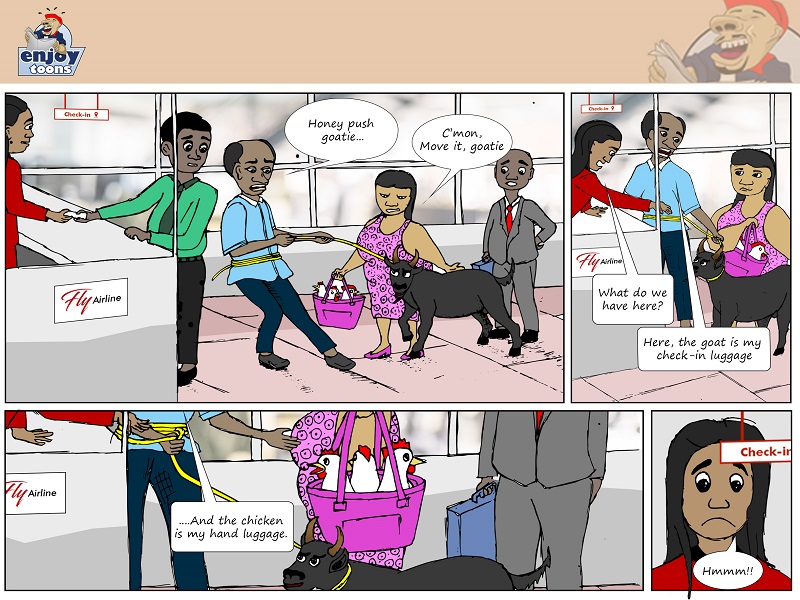 enjoy
toons
Check-in
Honey push
goatie...
C'mon,
Move it, goatie
Fly Airline
Check-in
Fly Airline
What do we
have here?
Here, the goat is my
check-in luggage
Fly Airline
....And the chicken
is my hand luggage.
Check-in
Hmmm!!